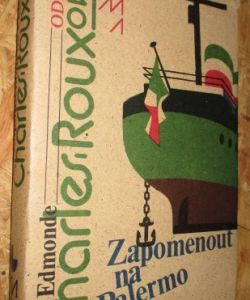 Charles-Roux
OD
Edmonde
Charles-Roux
Zapomenout
na
Palermo